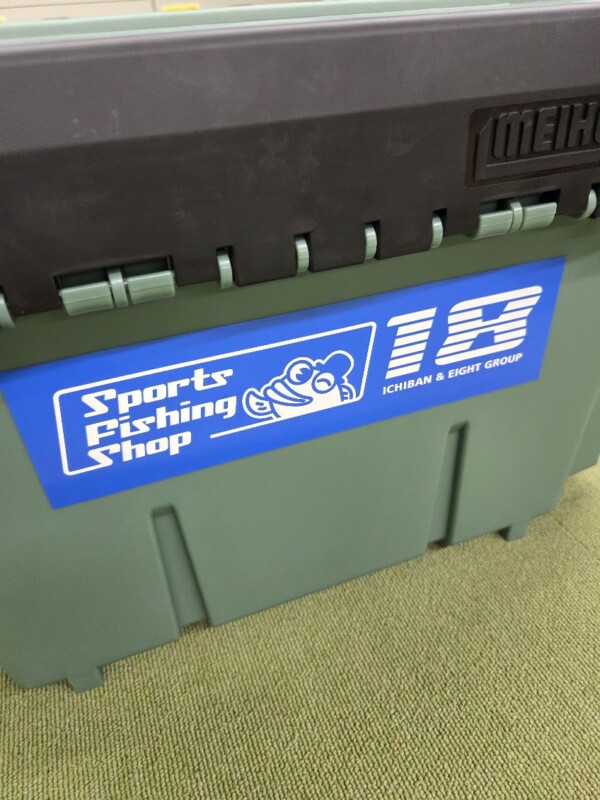 MEIHO
Sports
Fishing
Shop
18
ICHIBAN & EIGHT GROUP